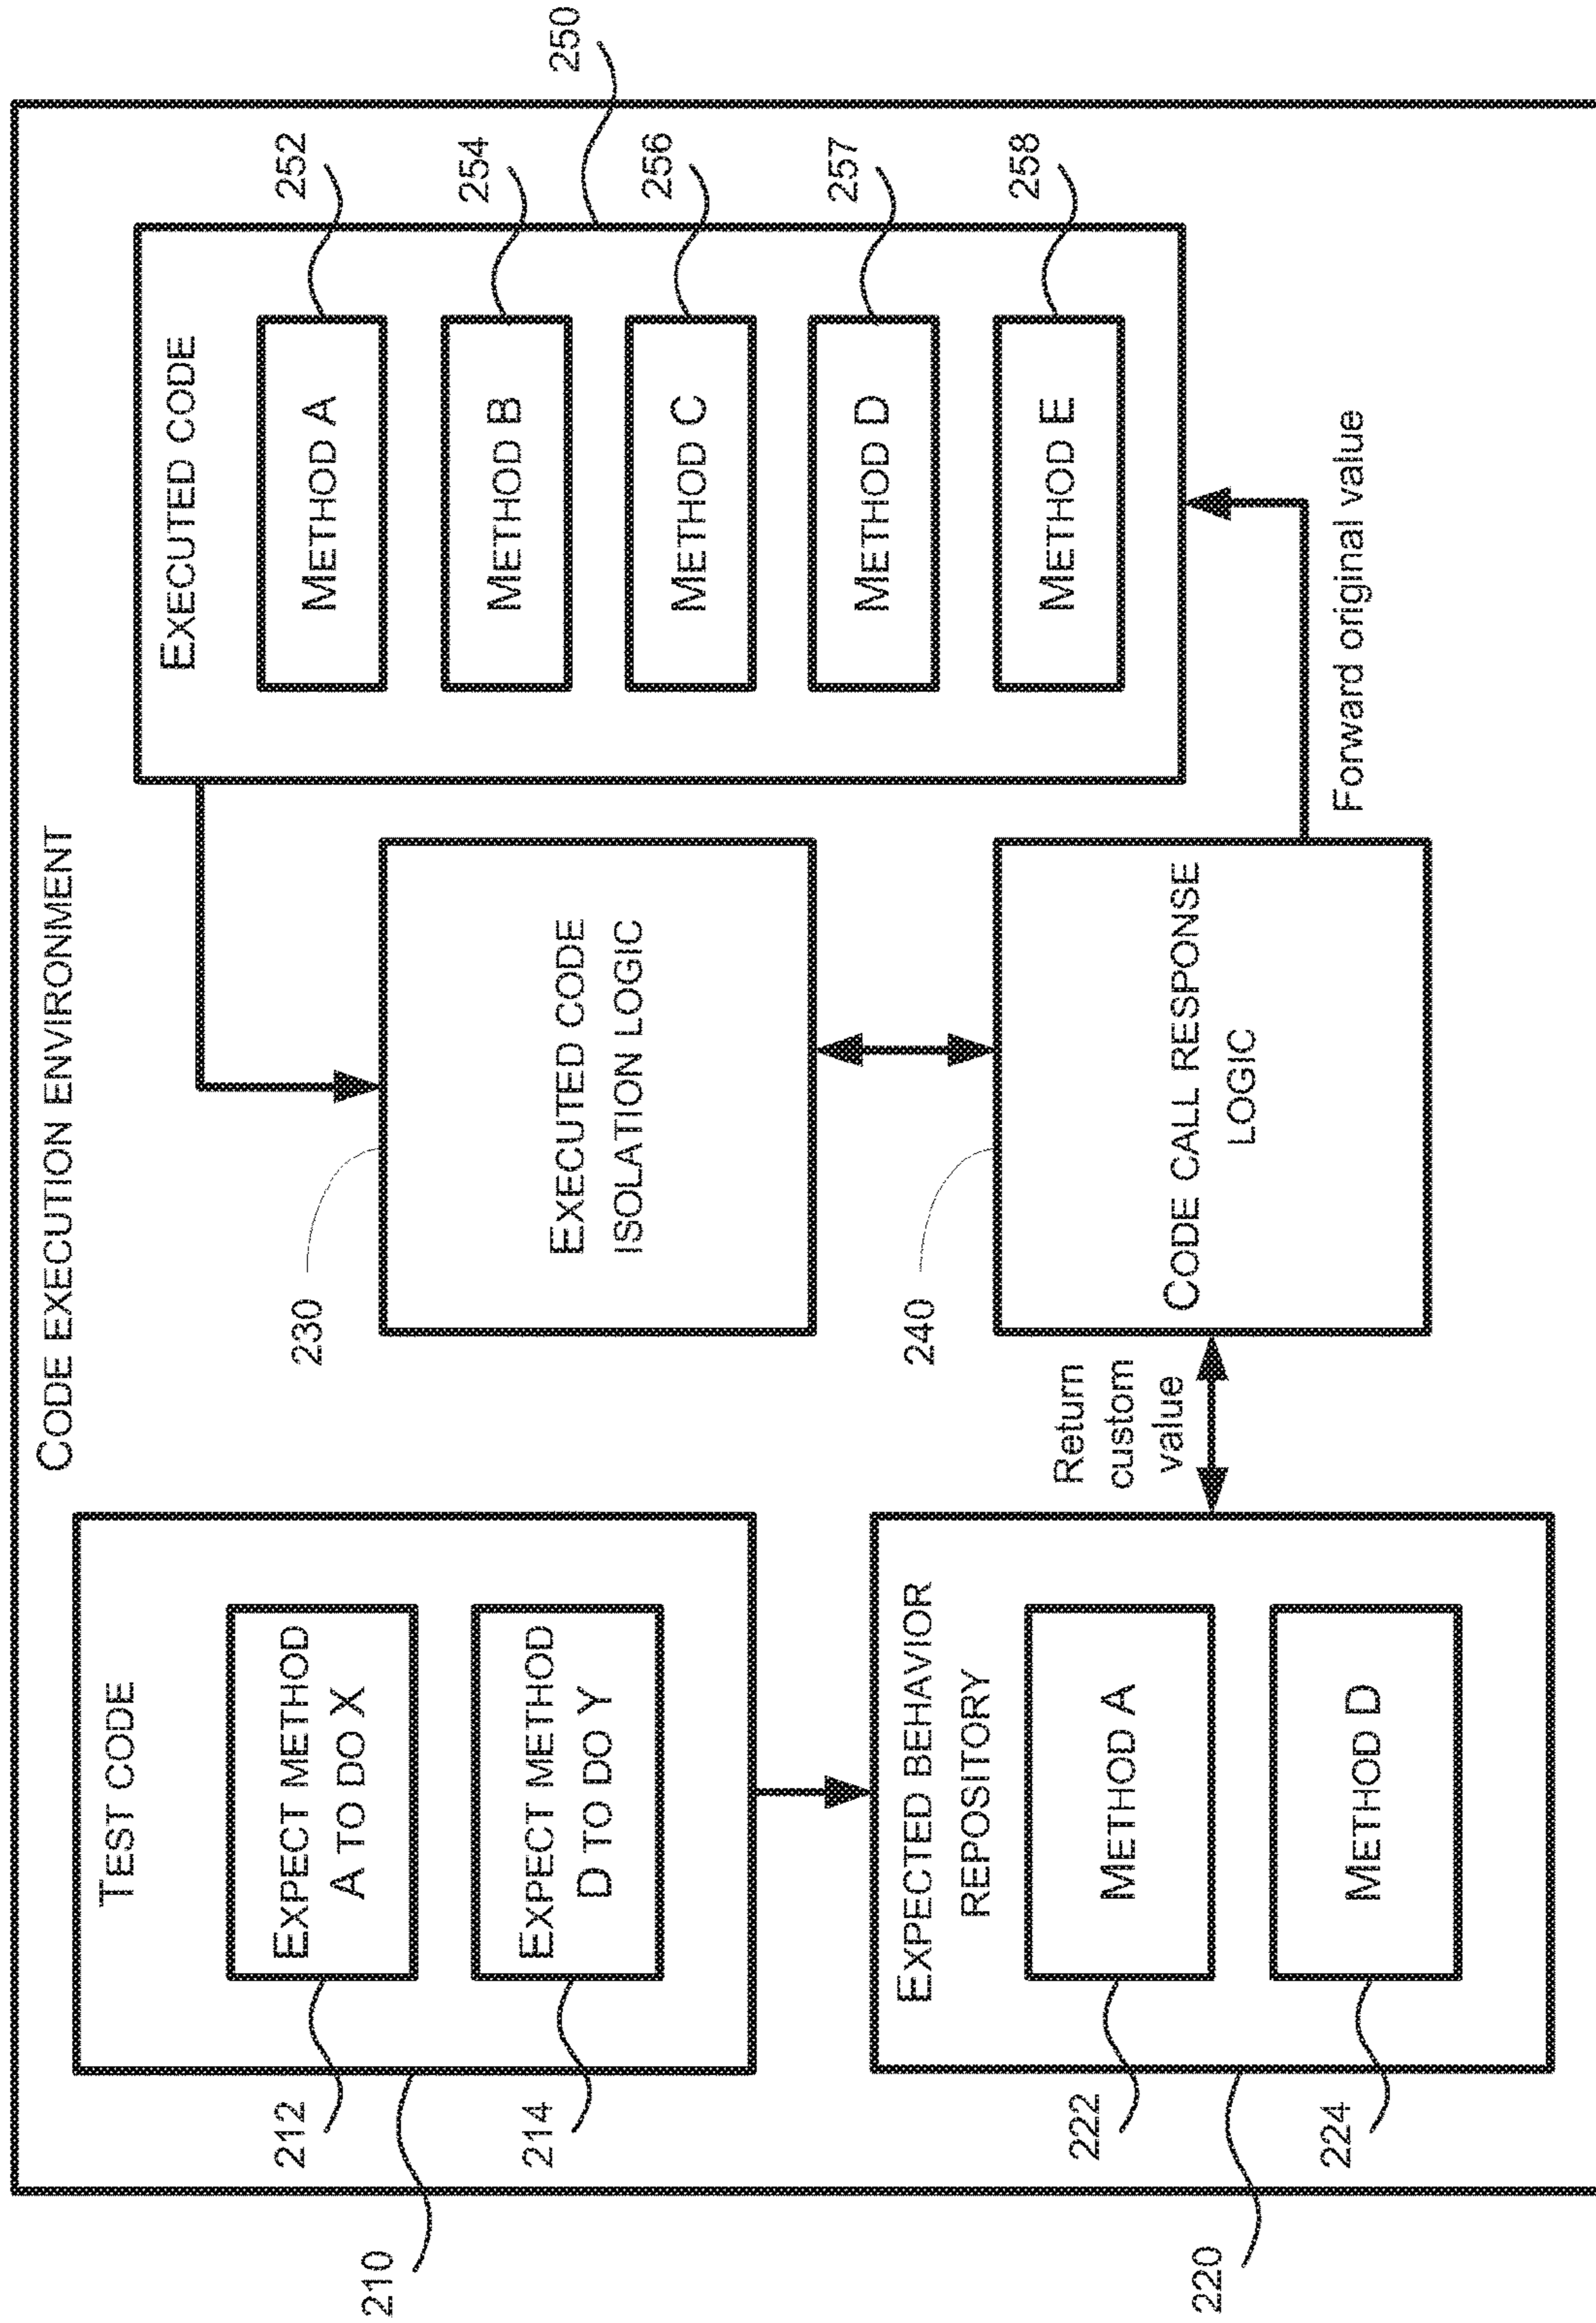 CODE EXECUTION ENVIRONMENT
210
TEST CODE
212
EXPECT METHOD
A TO DO X
214
EXPECT METHOD
D TO DO Y
220
EXPECTED BEHAVIOR
REPOSITORY
222
METHOD A
224
METHOD D
Return
custom
value
230
EXECUTED CODE
ISOLATION LOGIC
240
CODE CALL RESPONSE
LOGIC
Forward original value
250
EXECUTED CODE
METHOD A
252
METHOD B
254
METHOD C
256
METHOD D
257
METHOD E
258